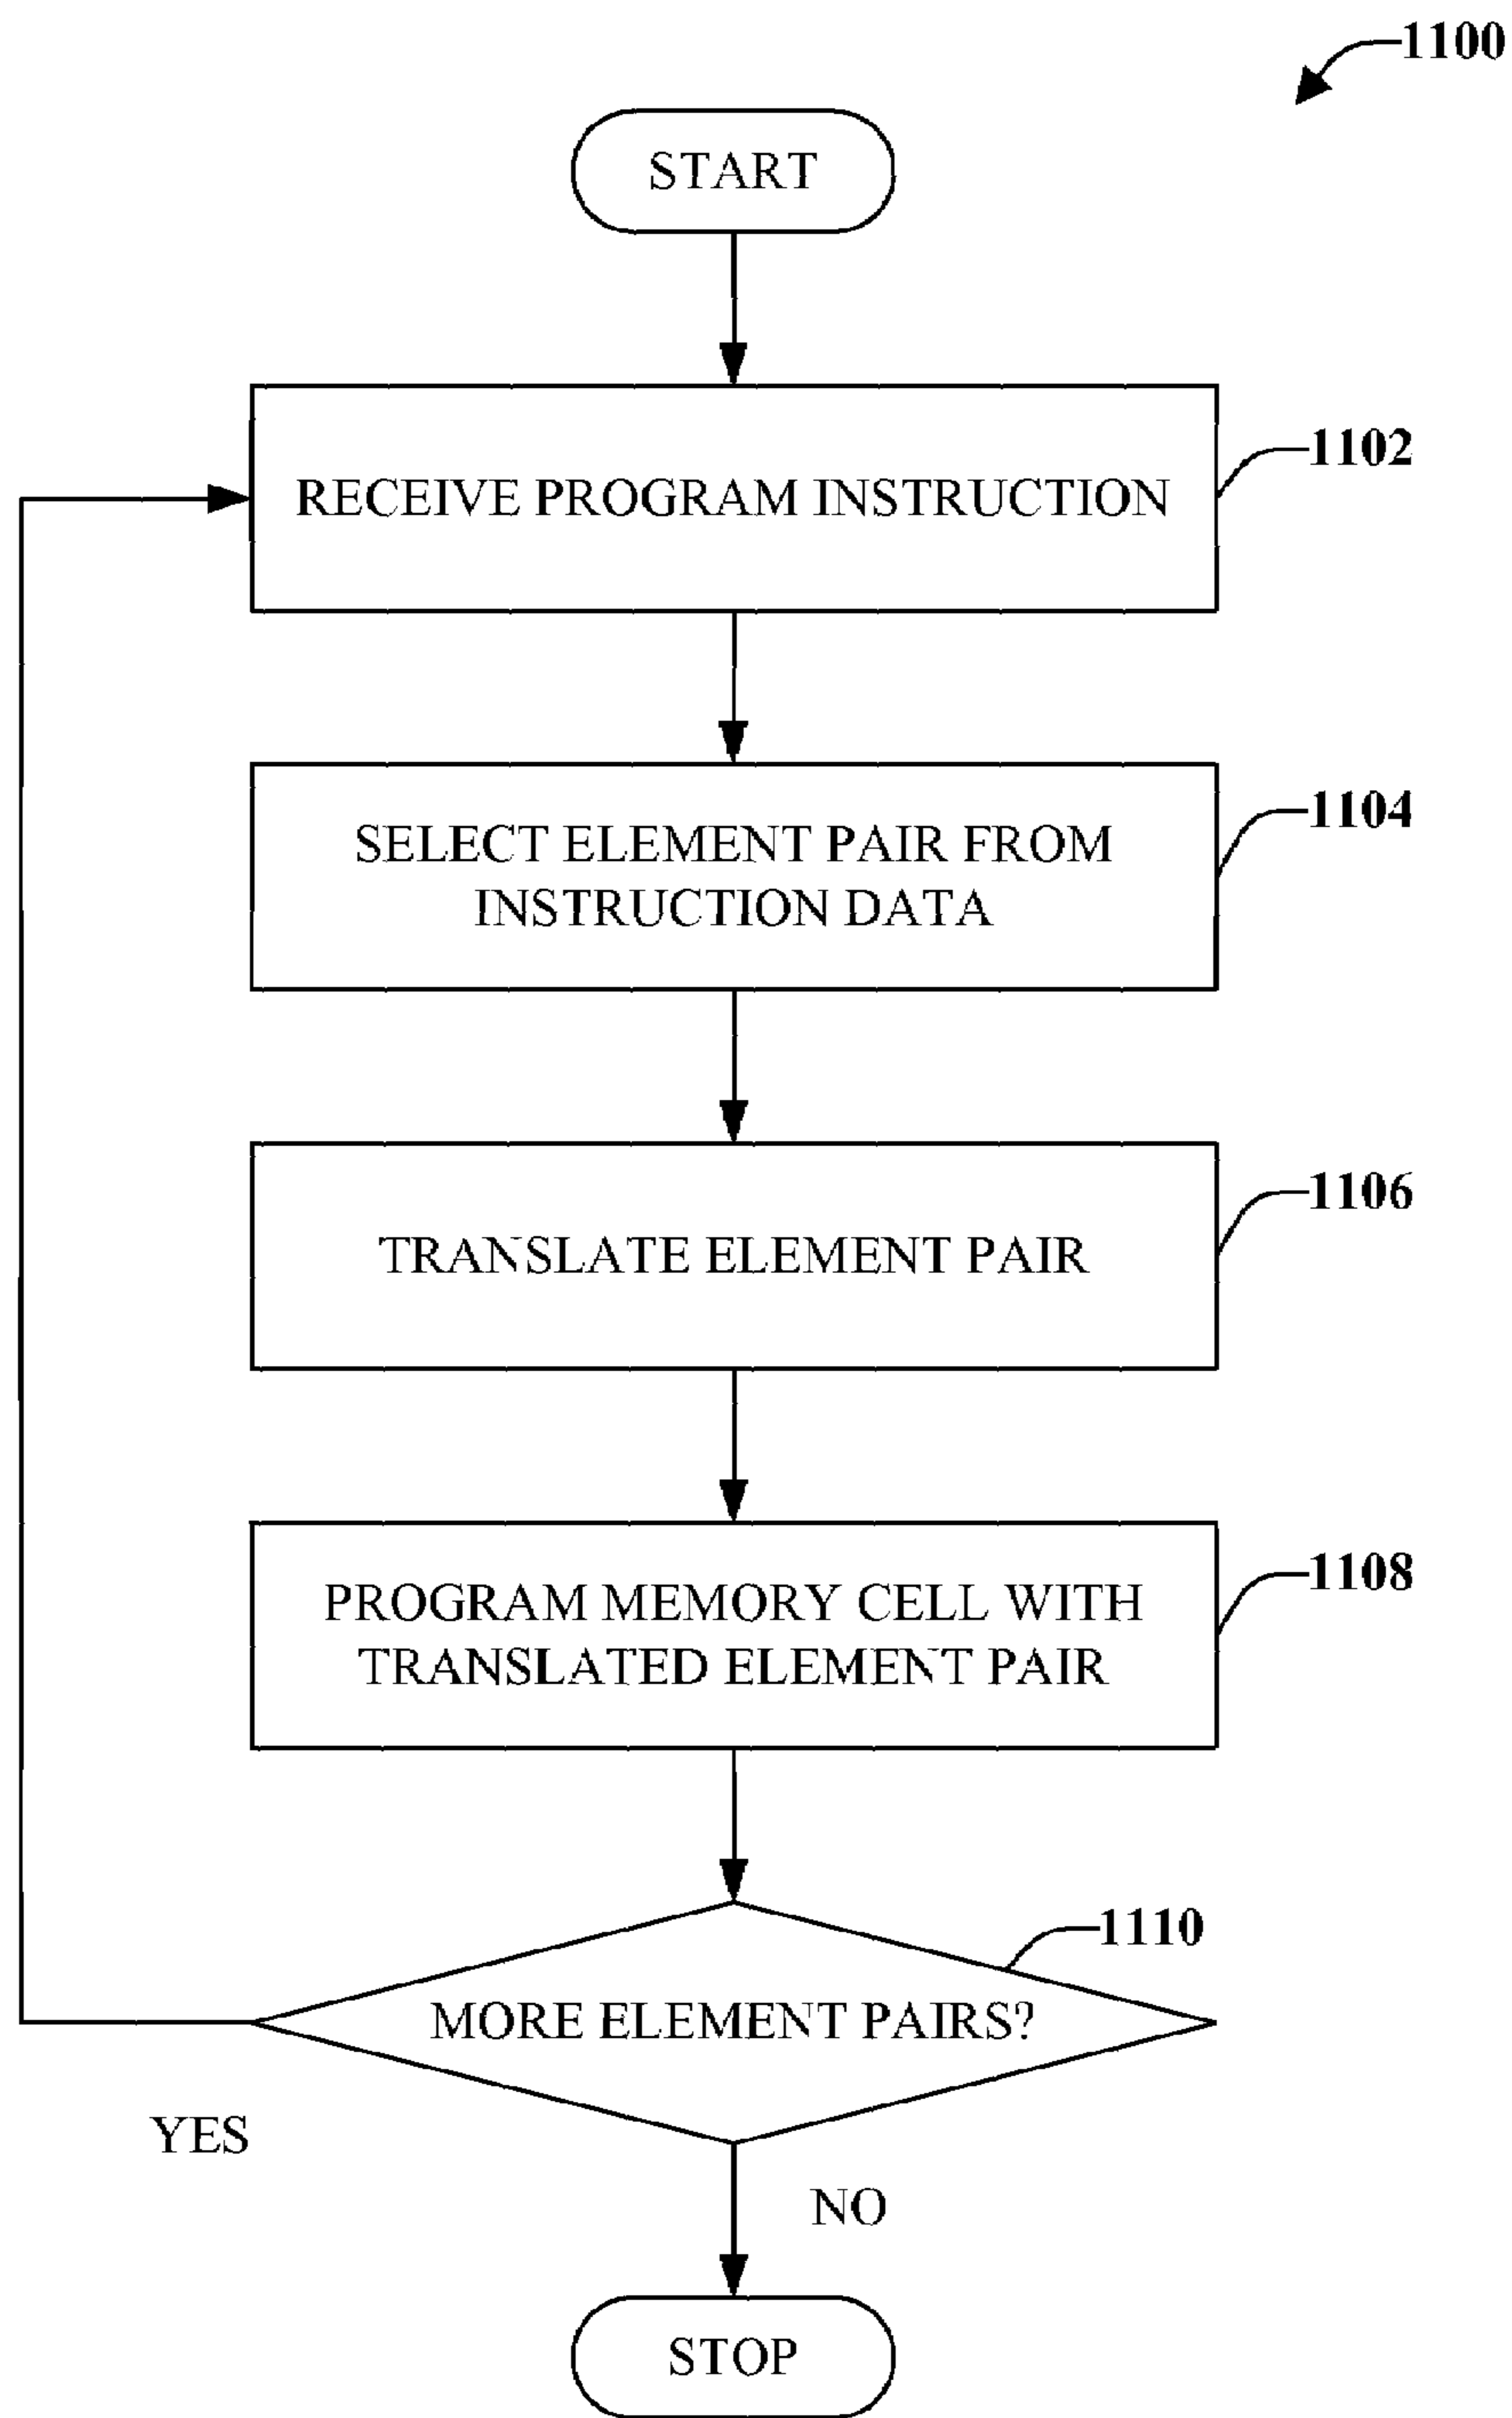 1100
START
RECEIVE PROGRAM INSTRUCTION
1102
SELECT ELEMENT PAIR FROM
INSTRUCTION DATA
1104
TRANSLATE ELEMENT PAIR
1106
PROGRAM MEMORY CELL WITH
TRANSLATED ELEMENT PAIR
1108
1110
MORE ELEMENT PAIRS?
YES
NO
STOP